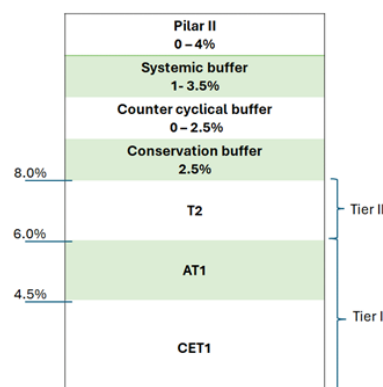 Pilar II
0 – 4%
Systemic buffer
1- 3.5%
Counter cyclical buffer
0 – 2.5%
Conservation buffer
2.5%
8.0%
T2
Tier II
6.0%
AT1
4.5%
Tier I
CET1